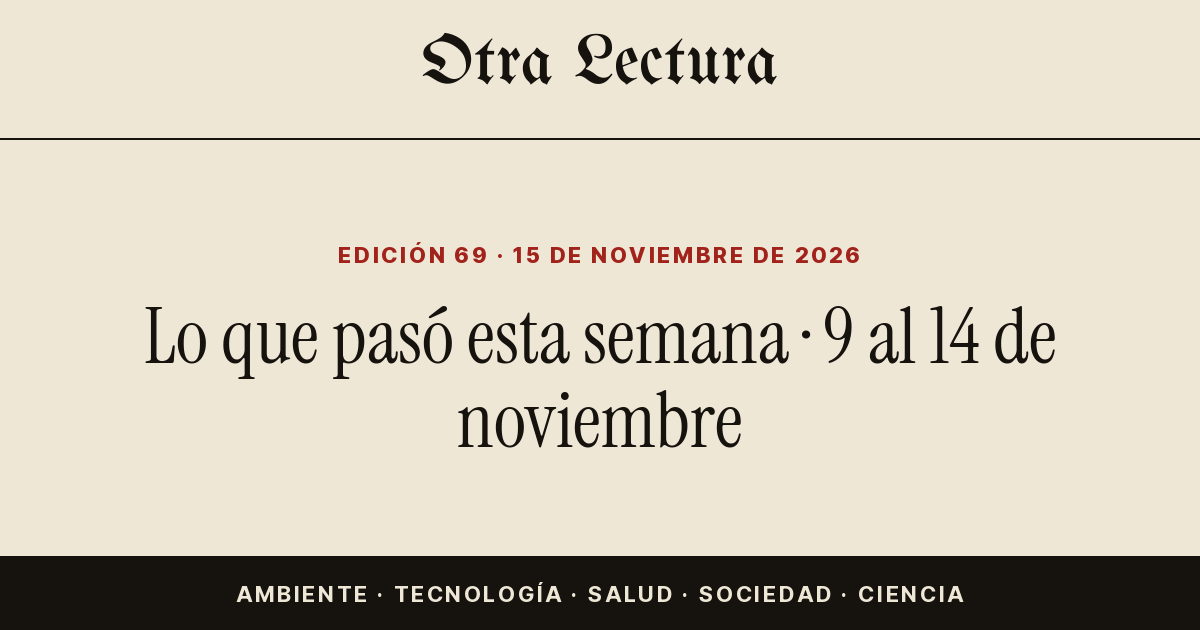 Otra Lectura
EDICIÓN 69 · 15 DE NOVIEMBRE DE 2026
Lo que pasó esta semana · 9 al 14 de
noviembre
AMBIENTE · TECNOLOGÍA · SALUD · SOCIEDAD · CIENCIA